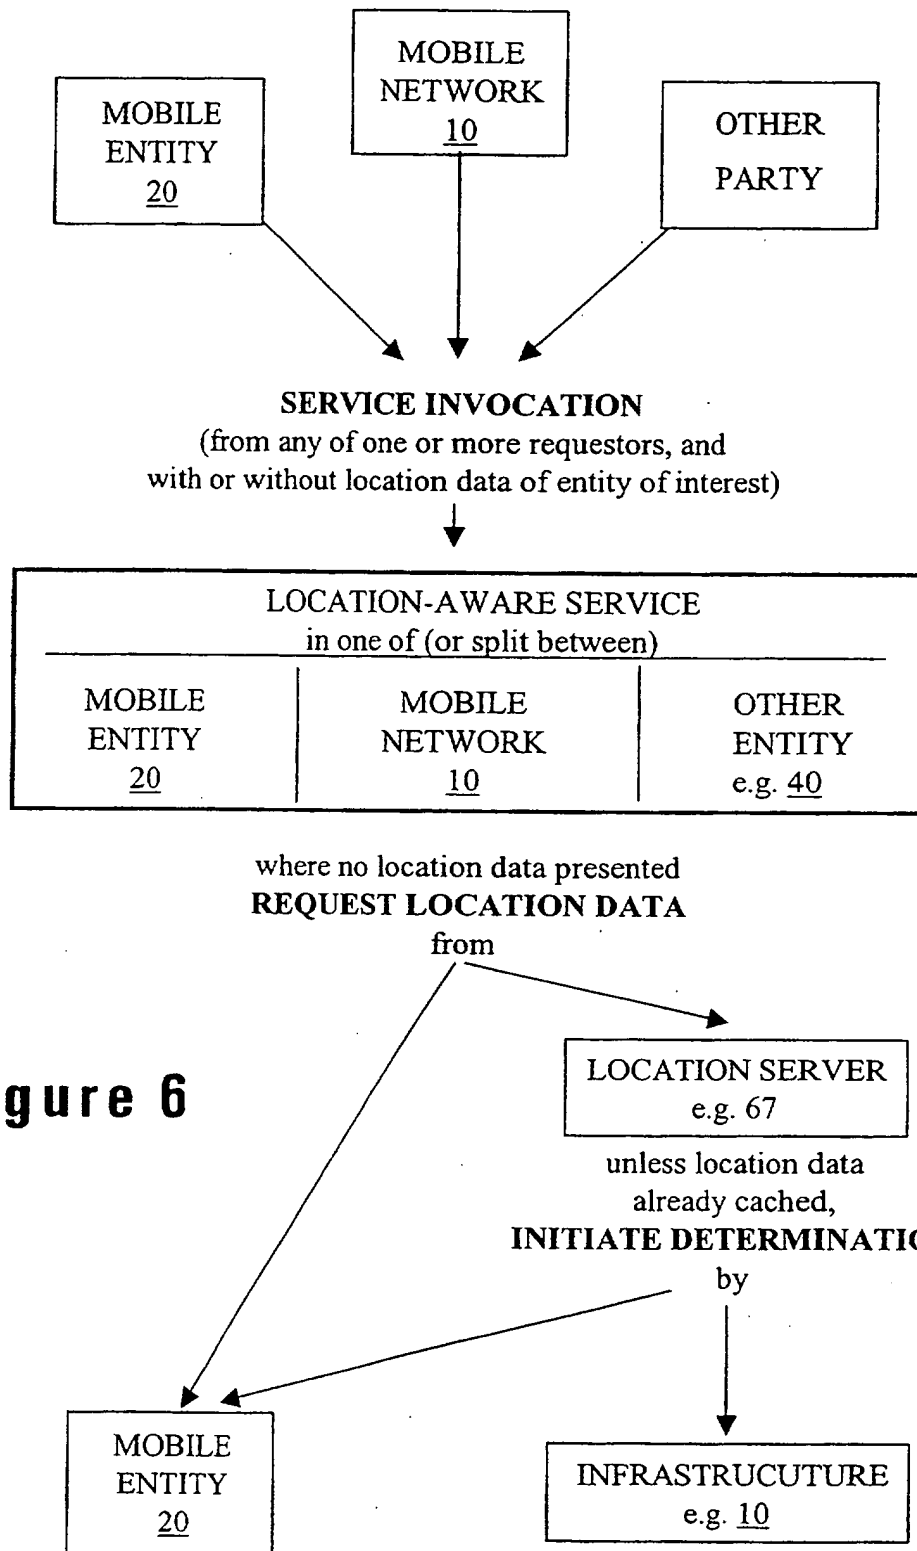 MOBILE
NETWORK
10
MOBILE
ENTITY
20
OTHER
PARTY
SERVICE INVOCATION
(from any of one or more requestors, and
with or without location data of entity of interest)
LOCATION-AWARE SERVICE
in one of (or split between)
MOBILE
ENTITY
20
MOBILE
NETWORK
10
OTHER
ENTITY
e.g. 40
where no location data presented
REQUEST LOCATION DATA
from
LOCATION SERVER
e.g. 67
gure 6
unless location data
already cached,
INITIATE DETERMINATIO
by
MOBILE
ENTITY
20
INFRASTRUCUTURE
e.g. 10